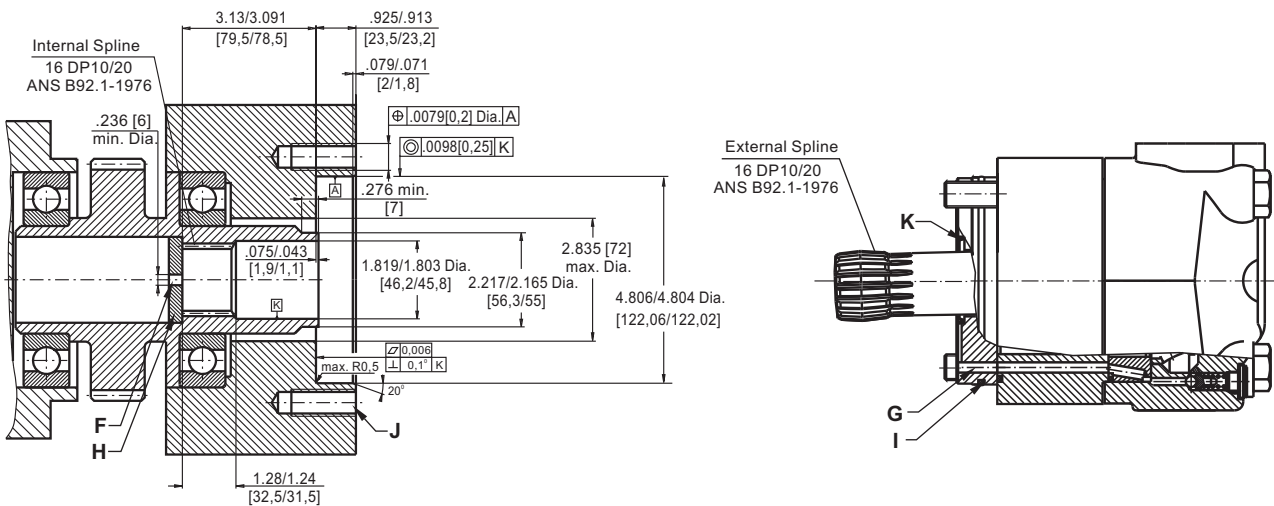 3.13/3.091
[79,5/78,5]
.925/.913
[23,5/23,2]
Internal Spline
16 DP10/20
ANS B92.1-1976
.079/.071
[2/1,8]
.236 [6]
min. Dia.
⌖ .0079[0,2] Dia. A
◎ .0098[0,25] K
A
.276 min.
[7]
.075/.043
[1,9/1,1]
1.819/1.803 Dia.
[46,2/45,8]
2.217/2.165 Dia.
[56,3/55]
2.835 [72]
max. Dia.
4.806/4.804 Dia.
[122,06/122,02]
K
⏥ 0,006
⊥ 0,1° K
max. R0,5
20°
F
H
J
1.28/1.24
[32,5/31,5]
External Spline
16 DP10/20
ANS B92.1-1976
K
G
I